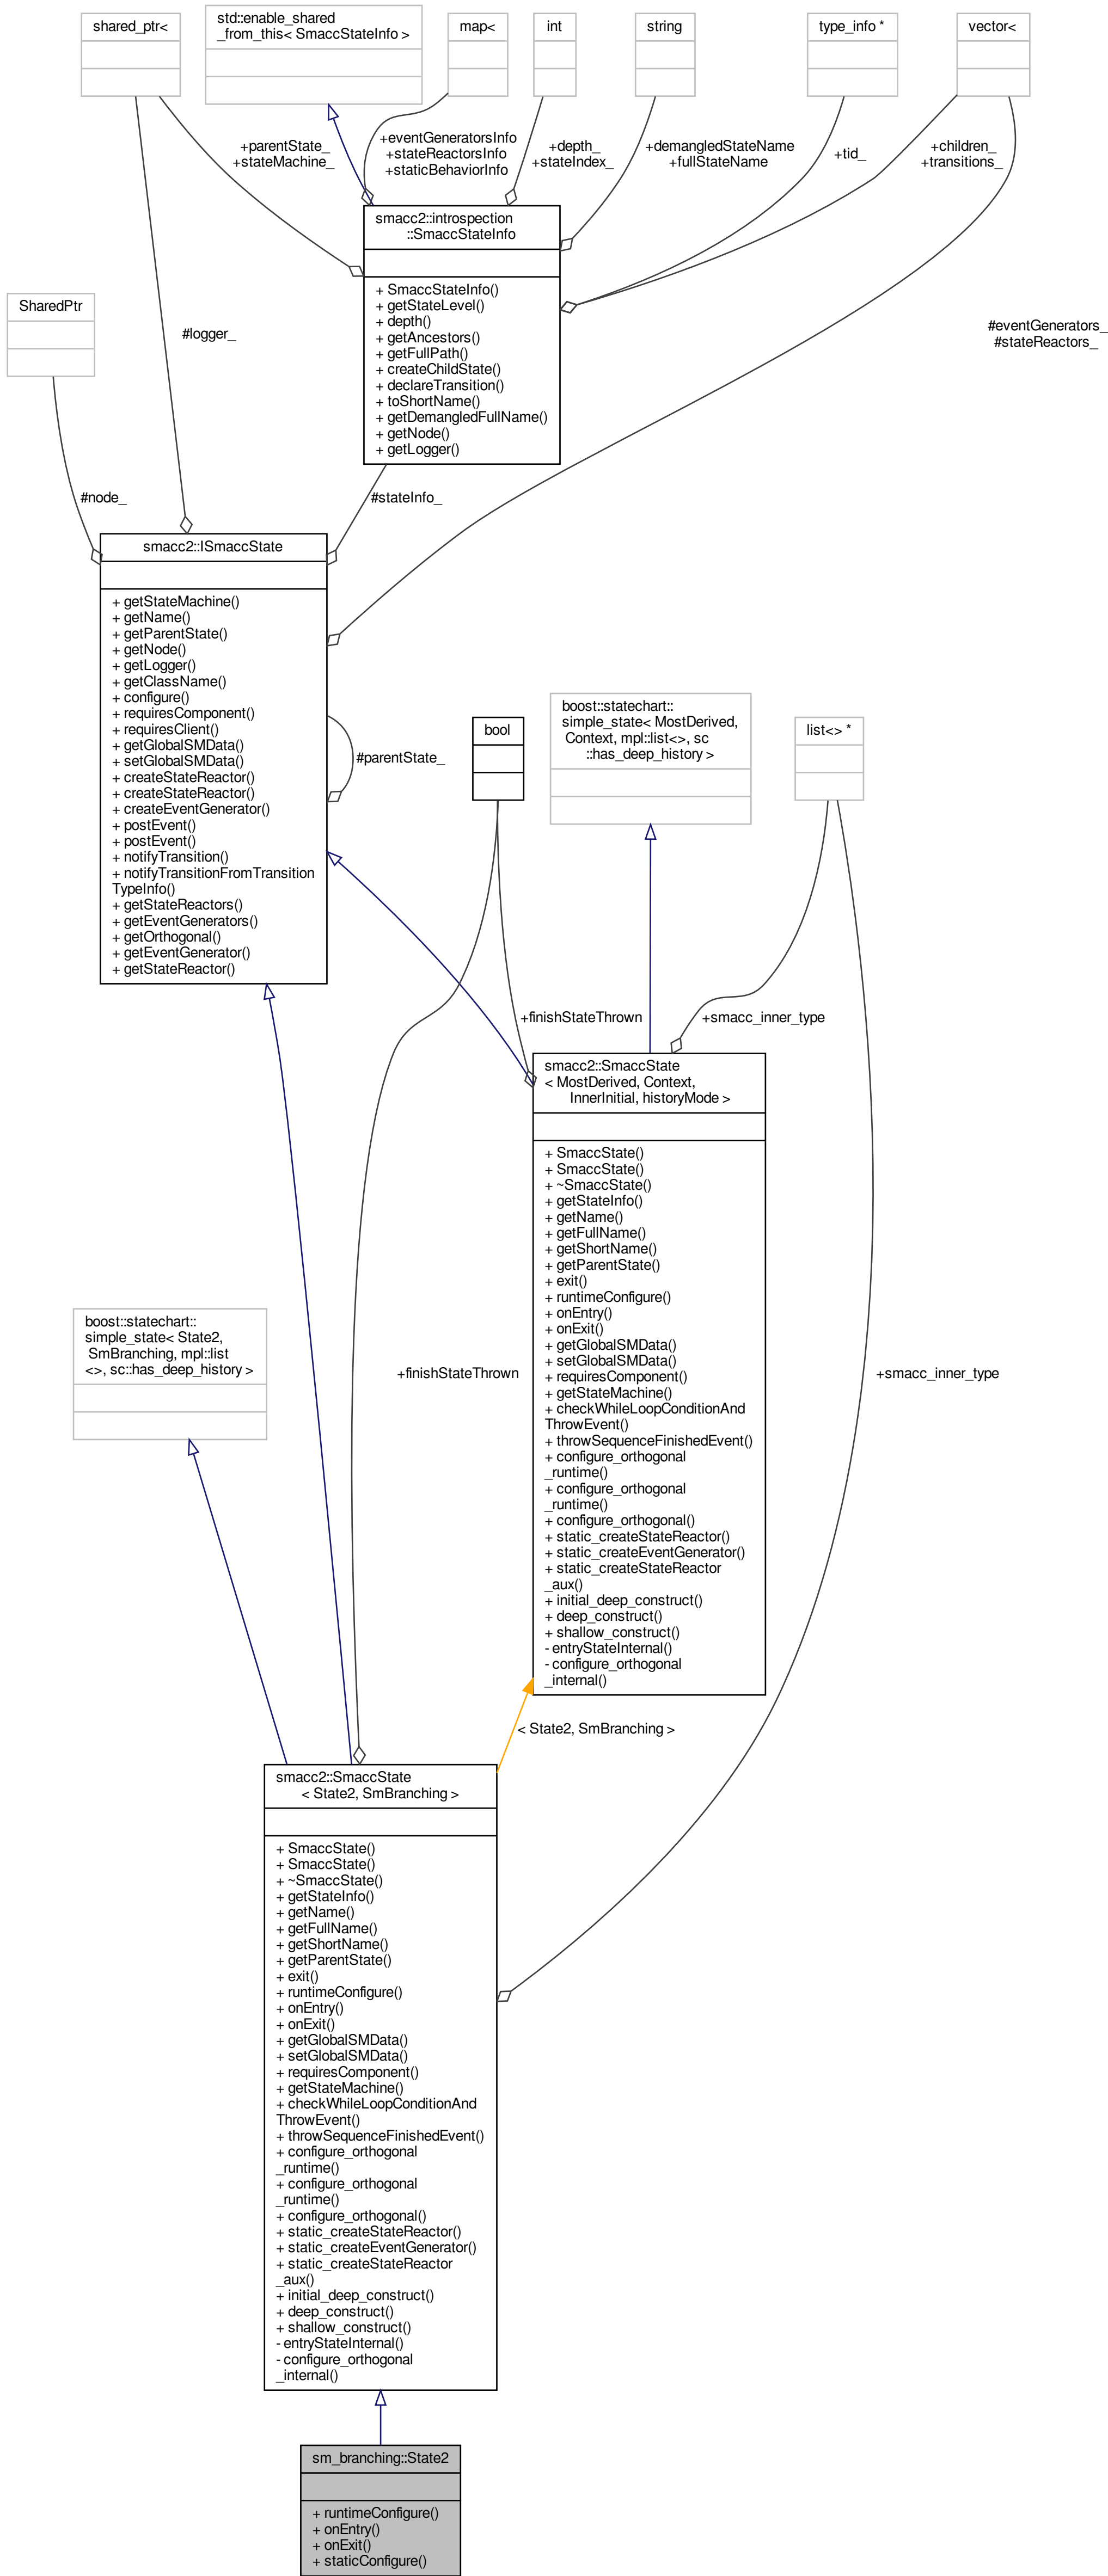 shared_ptr<
std::enable_shared
_from_this< SmaccStateInfo >
map<
int
string
type_info *
vector<
+parentState_
+stateMachine_
+eventGeneratorsInfo
+stateReactorsInfo
+staticBehaviorInfo
+depth_
+stateIndex_
+demangledStateName
+fullStateName
+tid_
+children_
+transitions_
smacc2::introspection
::SmaccStateInfo
+ SmaccStateInfo()
+ getStateLevel()
+ depth()
+ getAncestors()
+ getFullPath()
+ createChildState()
+ declareTransition()
+ toShortName()
+ getDemangledFullName()
+ getNode()
+ getLogger()
SharedPtr
#logger_
#eventGenerators_
#stateReactors_
#node_
#stateInfo_
smacc2::ISmaccState
+ getStateMachine()
+ getName()
+ getParentState()
+ getNode()
+ getLogger()
+ getClassName()
+ configure()
+ requiresComponent()
+ requiresClient()
+ getGlobalSMData()
+ setGlobalSMData()
+ createStateReactor()
+ createStateReactor()
+ createEventGenerator()
+ postEvent()
+ postEvent()
+ notifyTransition()
+ notifyTransitionFromTransition
TypeInfo()
+ getStateReactors()
+ getEventGenerators()
+ getOrthogonal()
+ getEventGenerator()
+ getStateReactor()
#parentState_
bool
boost::statechart::
simple_state< MostDerived,
Context, mpl::list<>, sc
::has_deep_history >
list<> *
+finishStateThrown
+smacc_inner_type
smacc2::SmaccState
< MostDerived, Context,
InnerInitial, historyMode >
+ SmaccState()
+ SmaccState()
+ ~SmaccState()
+ getStateInfo()
+ getName()
+ getFullName()
+ getShortName()
+ getParentState()
+ exit()
+ runtimeConfigure()
+ onEntry()
+ onExit()
+ getGlobalSMData()
+ setGlobalSMData()
+ requiresComponent()
+ getStateMachine()
+ checkWhileLoopConditionAnd
ThrowEvent()
+ throwSequenceFinishedEvent()
+ configure_orthogonal
_runtime()
+ configure_orthogonal
_runtime()
+ configure_orthogonal()
+ static_createStateReactor()
+ static_createEventGenerator()
+ static_createStateReactor
_aux()
+ initial_deep_construct()
+ deep_construct()
+ shallow_construct()
- entryStateInternal()
- configure_orthogonal
_internal()
boost::statechart::
simple_state< State2,
SmBranching, mpl::list
<>, sc::has_deep_history >
+finishStateThrown
+smacc_inner_type
< State2, SmBranching >
smacc2::SmaccState
< State2, SmBranching >
+ SmaccState()
+ SmaccState()
+ ~SmaccState()
+ getStateInfo()
+ getName()
+ getFullName()
+ getShortName()
+ getParentState()
+ exit()
+ runtimeConfigure()
+ onEntry()
+ onExit()
+ getGlobalSMData()
+ setGlobalSMData()
+ requiresComponent()
+ getStateMachine()
+ checkWhileLoopConditionAnd
ThrowEvent()
+ throwSequenceFinishedEvent()
+ configure_orthogonal
_runtime()
+ configure_orthogonal
_runtime()
+ configure_orthogonal()
+ static_createStateReactor()
+ static_createEventGenerator()
+ static_createStateReactor
_aux()
+ initial_deep_construct()
+ deep_construct()
+ shallow_construct()
- entryStateInternal()
- configure_orthogonal
_internal()
sm_branching::State2
+ runtimeConfigure()
+ onEntry()
+ onExit()
+ staticConfigure()